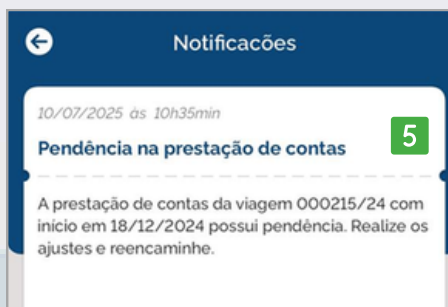 Notificacões
10/07/2025 às 10h35min
Pendência na prestação de contas
5
A prestação de contas da viagem 000215/24 com
início em 18/12/2024 possui pendência. Realize os
ajustes e reencaminhe.